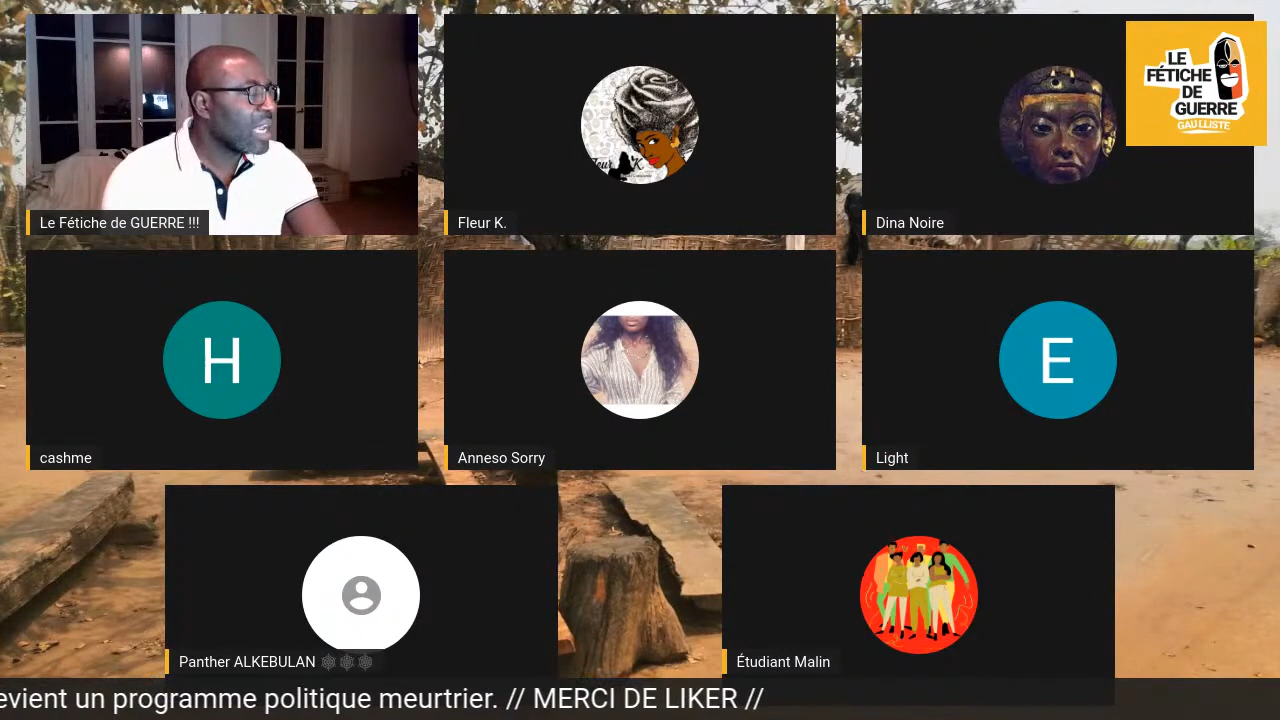 LE
FÉTICHE
DE
GUERRE
GAULLISTE
Le Fétiche de GUERRE !!!
Fleur K.
Dina Noire
H
E
cashme
Anneso Sorry
Light
Panther ALKEBULAN 🕸🕸🕸
Étudiant Malin
evient un programme politique meurtrier. // MERCI DE LIKER //